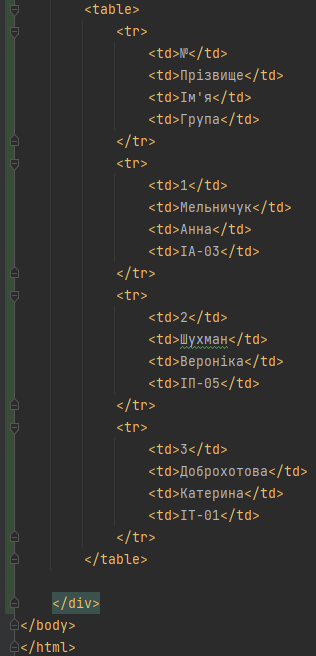 <table>
<tr>
<td>№</td>
<td>Прізвище</td>
<td>Ім'я</td>
<td>Група</td>
</tr>
<tr>
<td>1</td>
<td>Мельничук</td>
<td>Анна</td>
<td>ІА-03</td>
</tr>
<tr>
<td>2</td>
<td>Шухман</td>
<td>Вероніка</td>
<td>ІП-05</td>
</tr>
<tr>
<td>3</td>
<td>Доброхотова</td>
<td>Катерина</td>
<td>ІТ-01</td>
</tr>
</table>
</div>
</body>
</html>